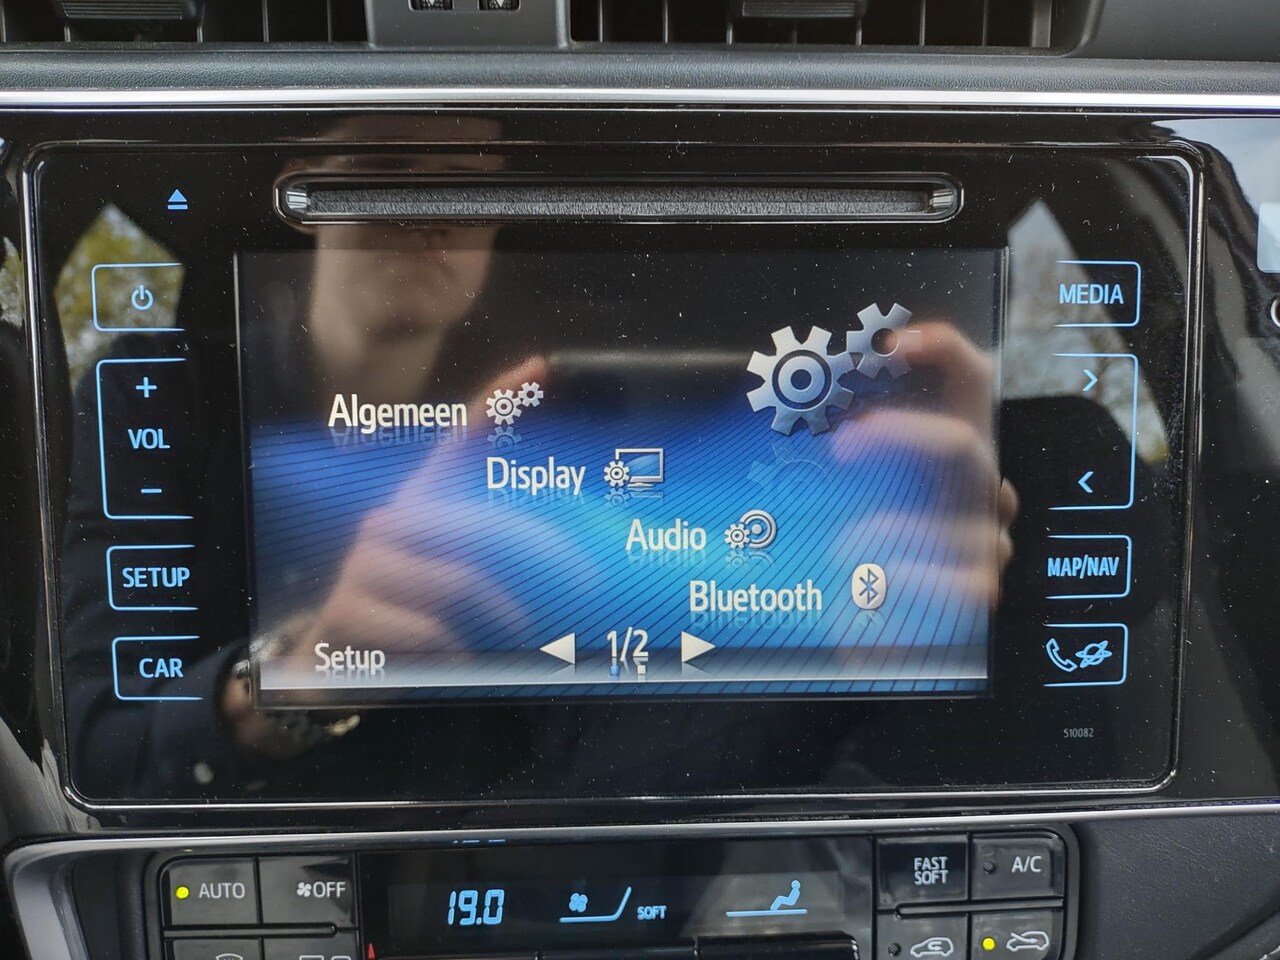 MEDIA
+
VOL
-
SETUP
CAR
Algemeen
Display
Audio
Bluetooth
Setup
1/2
>
<
MAP/NAV
510082
AUTO
OFF
19.0
SOFT
FAST
SOFT
A/C